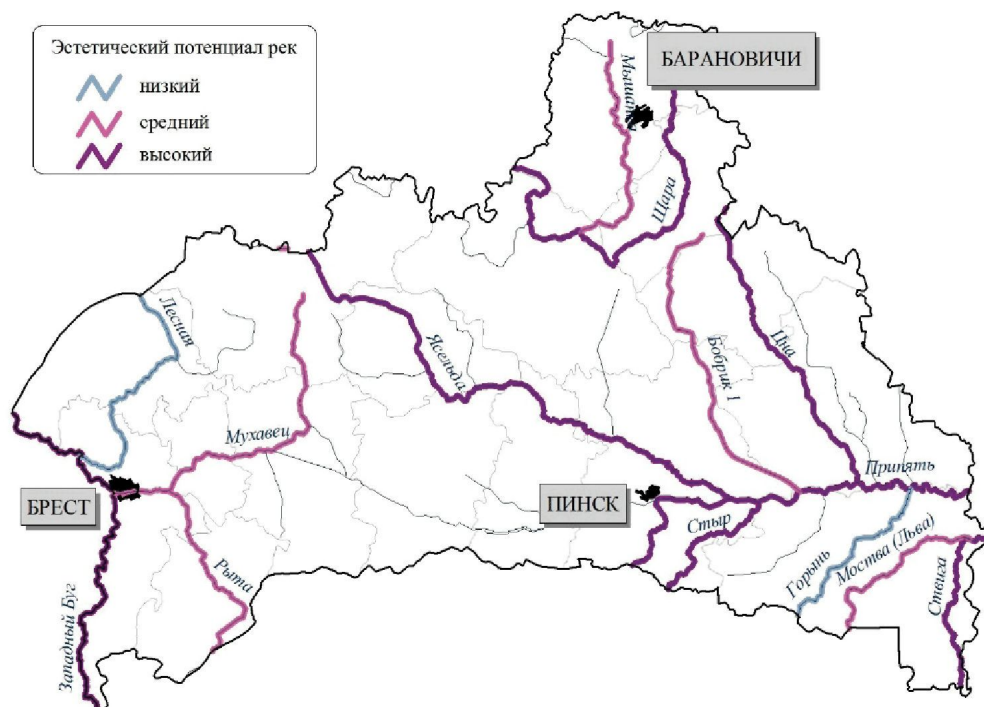 Эстетический потенциал рек
низкий
средний
высокий
БАРАНОВИЧИ
Щара
Лесная
Ясельда
Бобрик 1
Цна
Мухавец
Припять
БРЕСТ
ПИНСК
Стыр
Горынь
Моства (Льва)
Ствига
Рыта
Западный Буг